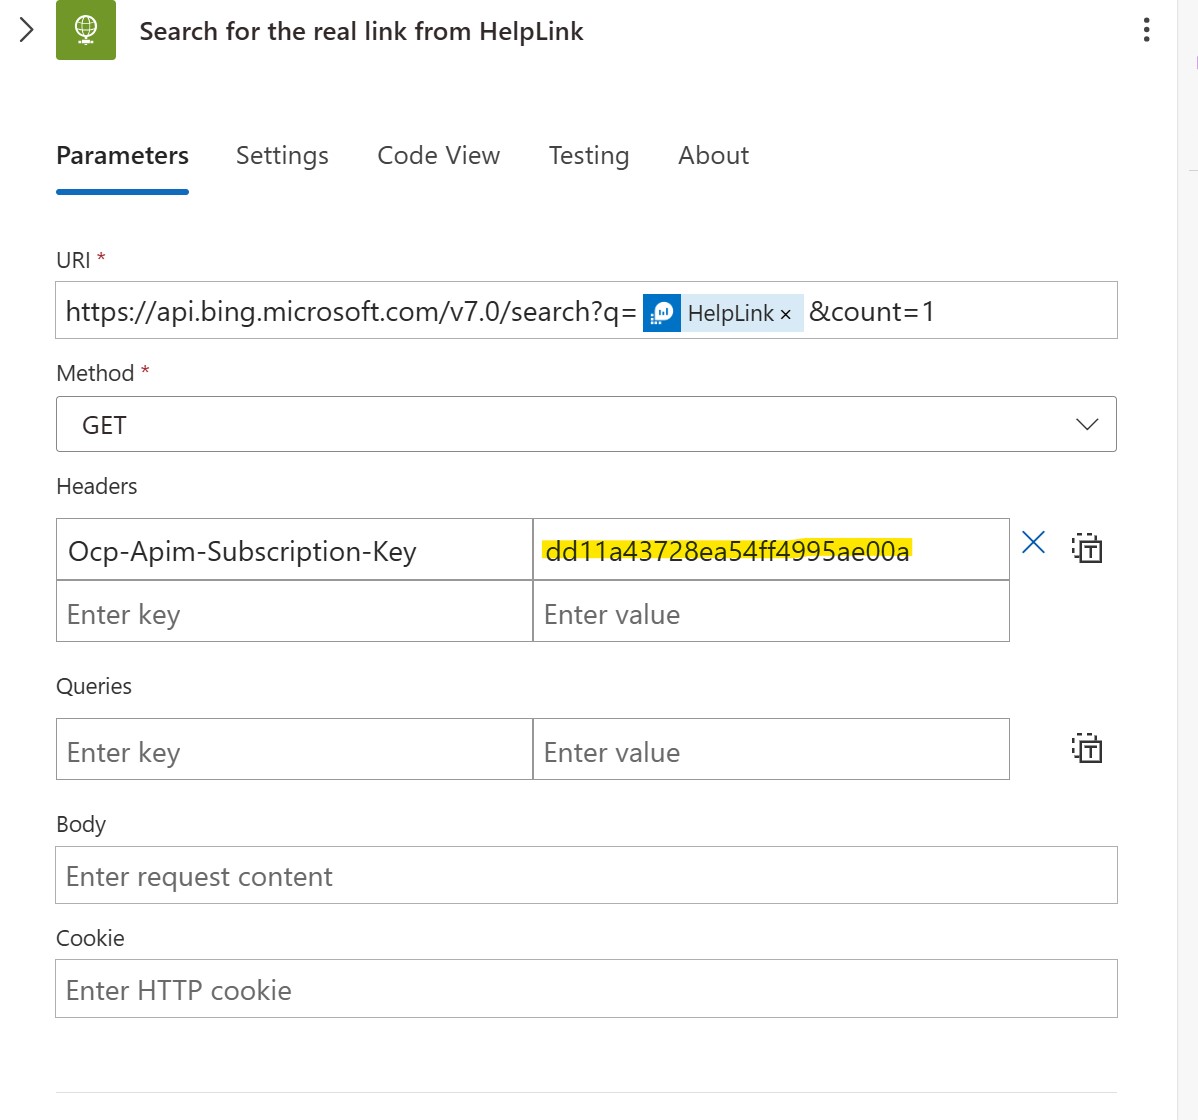 Search for the real link from HelpLink
Parameters Settings Code View Testing About
URI *
https://api.bing.microsoft.com/v7.0/search?q= HelpLink × &count=1
Method *
GET
Headers
Ocp-Apim-Subscription-Key dd11a43728ea54ff4995ae00a
Enter key Enter value
Queries
Enter key Enter value
Body
Enter request content
Cookie
Enter HTTP cookie